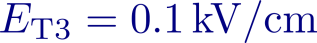 E_T3 = 0.1 kV/cm